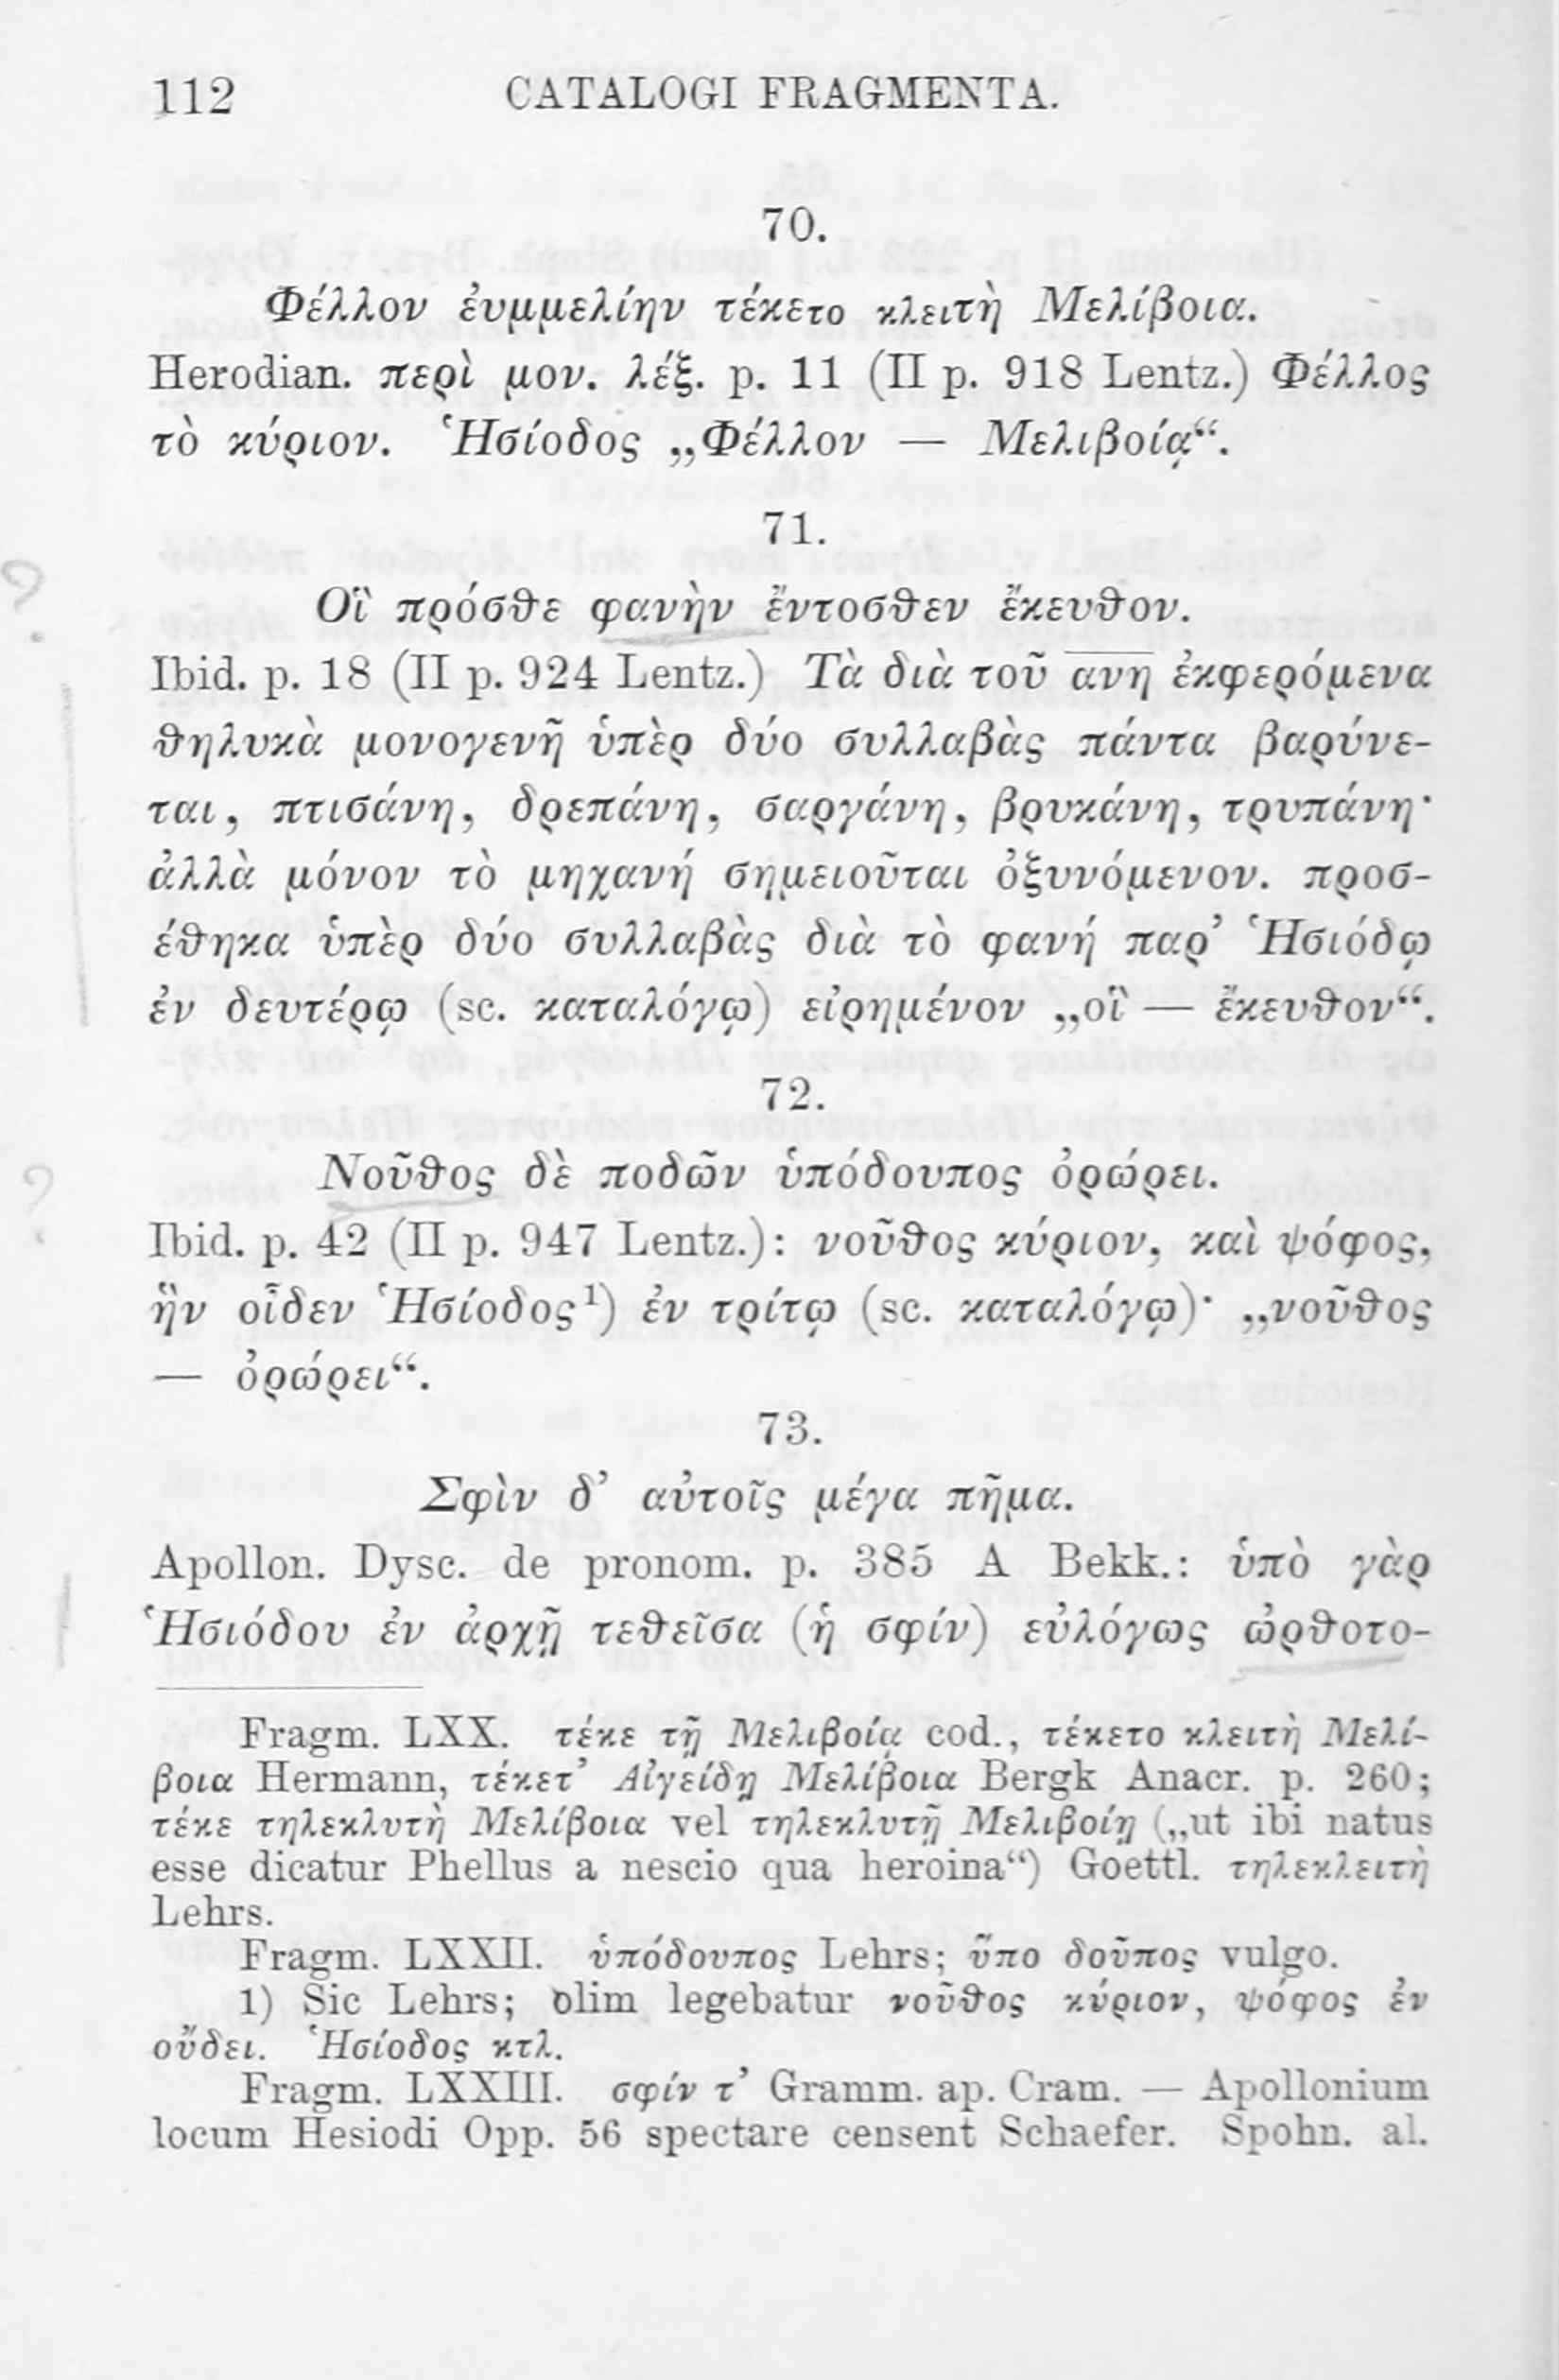 112 CATALOGI FRAGMENTA.
70.
Φέλλον ἐυμμελίην τέκετο κλειτὴ Μελίβοια.
Herodian. περὶ μον. λέξ. p. 11 (II p. 918 Lentz.) Φέλλος
τὸ κύριον. Ἡσίοδος „Φέλλον — Μελιβοίᾳ“.
71.
Οἳ πρόσθε φανὴν ἔντοσθεν ἔκευθον.
Ibid. p. 18 (II p. 924 Lentz.) Τὰ διὰ τοῦ ανη ἐκφερόμενα
θηλυκὰ μονογενῆ ὑπὲρ δύο συλλαβὰς πάντα βαρύνε-
ται, πτισάνη, δρεπάνη, σαργάνη, βρυκάνη, τρυπάνη·
ἀλλὰ μόνον τὸ μηχανή σημειοῦται ὀξυνόμενον. προσ-
έθηκα ὑπὲρ δύο συλλαβὰς διὰ τὸ φανή παρ’ Ἡσιόδῳ
ἐν δευτέρῳ (sc. καταλόγῳ) εἰρημένον „οἳ — ἔκευθον“.
72.
Νοῦθος δὲ ποδῶν ὑπόδουπος ὀρώρει.
Ibid. p. 42 (II p. 947 Lentz.): νοῦθος κύριον, καὶ ψόφος,
ἣν οἶδεν Ἡσίοδος¹) ἐν τρίτῳ (sc. καταλόγῳ)· „νοῦθος
— ὀρώρει“.
73.
Σφὶν δ’ αὐτοῖς μέγα πῆμα.
Apollon. Dysc. de pronom. p. 385 A Bekk.: ὑπὸ γὰρ
Ἡσιόδου ἐν ἀρχῇ τεθεῖσα (ἡ σφίν) εὐλόγως ὠρθοτο-
Fragm. LXX. τέκε τῇ Μελιβοίᾳ cod., τέκετο κλειτὴ Μελί-
βοια Hermann, τέκετ’ Αἰγείδῃ Μελίβοια Bergk Anacr. p. 260;
τέκε τηλεκλυτὴ Μελίβοια vel τηλεκλυτῇ Μελιβοίῃ („ut ibi natus
esse dicatur Phellus a nescio qua heroina“) Goettl. τηλεκλειτὴ
Lehrs.
Fragm. LXXII. ὑπόδουπος Lehrs; ὕπο δοῦπος vulgo.
1) Sic Lehrs; olim legebatur νοῦθος κύριον, ψόφος ἐν
οὔδει. Ἡσίοδος κτλ.
Fragm. LXXIII. σφίν τ’ Gramm. ap. Cram. — Apollonium
locum Hesiodi Opp. 56 spectare censent Schaefer. Spohn. al.